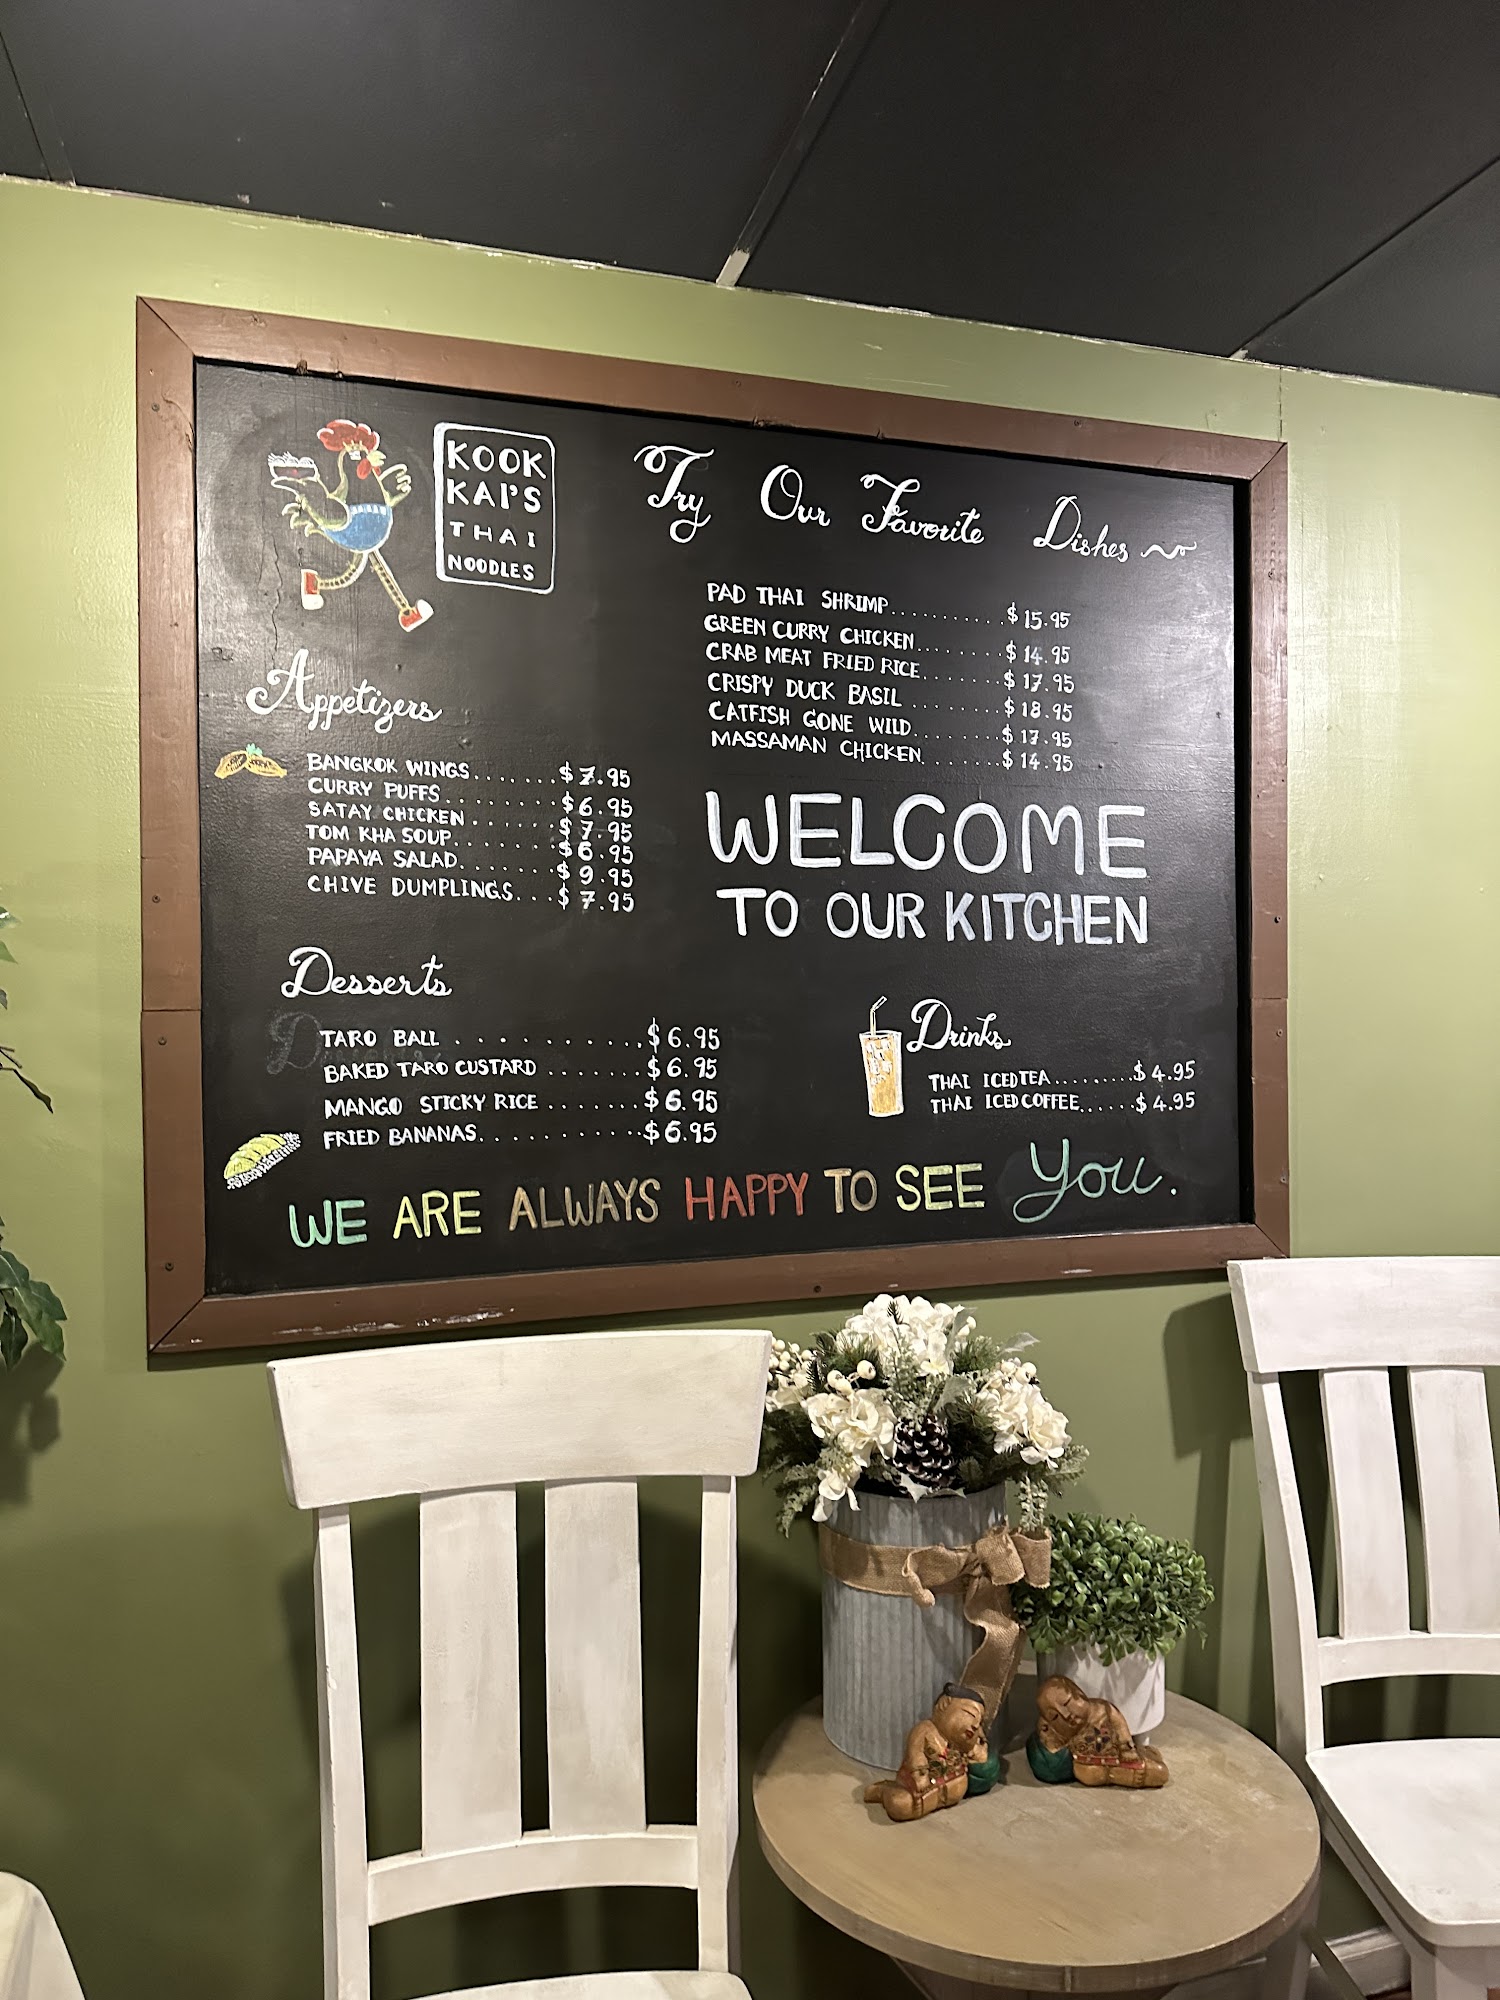 KOOK
KAI'S
THAI
NOODLES
Try Our Favorite Dishes
PAD THAI SHRIMP...........$15.95
GREEN CURRY CHICKEN........$14.95
CRAB MEAT FRIED RICE.......$17.95
CRISPY DUCK BASIL ........$18.95
CATFISH GONE WILD........$17.95
MASSAMAN CHICKEN.......$14.95
Appetizers
BANGKOK WINGS.......$7.95
CURRY PUFFS.........$6.95
SATAY CHICKEN.......$7.95
TOM KHA SOUP........$6.95
PAPAYA SALAD........$9.95
CHIVE DUMPLINGS...$7.95
WELCOME
TO OUR KITCHEN
Desserts
TARO BALL ..........$6.95
BAKED TARO CUSTARD .......$6.95
MANGO STICKY RICE .......$6.95
FRIED BANANAS..........$6.95
Drinks
THAI ICED TEA.........$4.95
THAI ICED COFFEE......$4.95
WE ARE ALWAYS HAPPY TO SEE You.